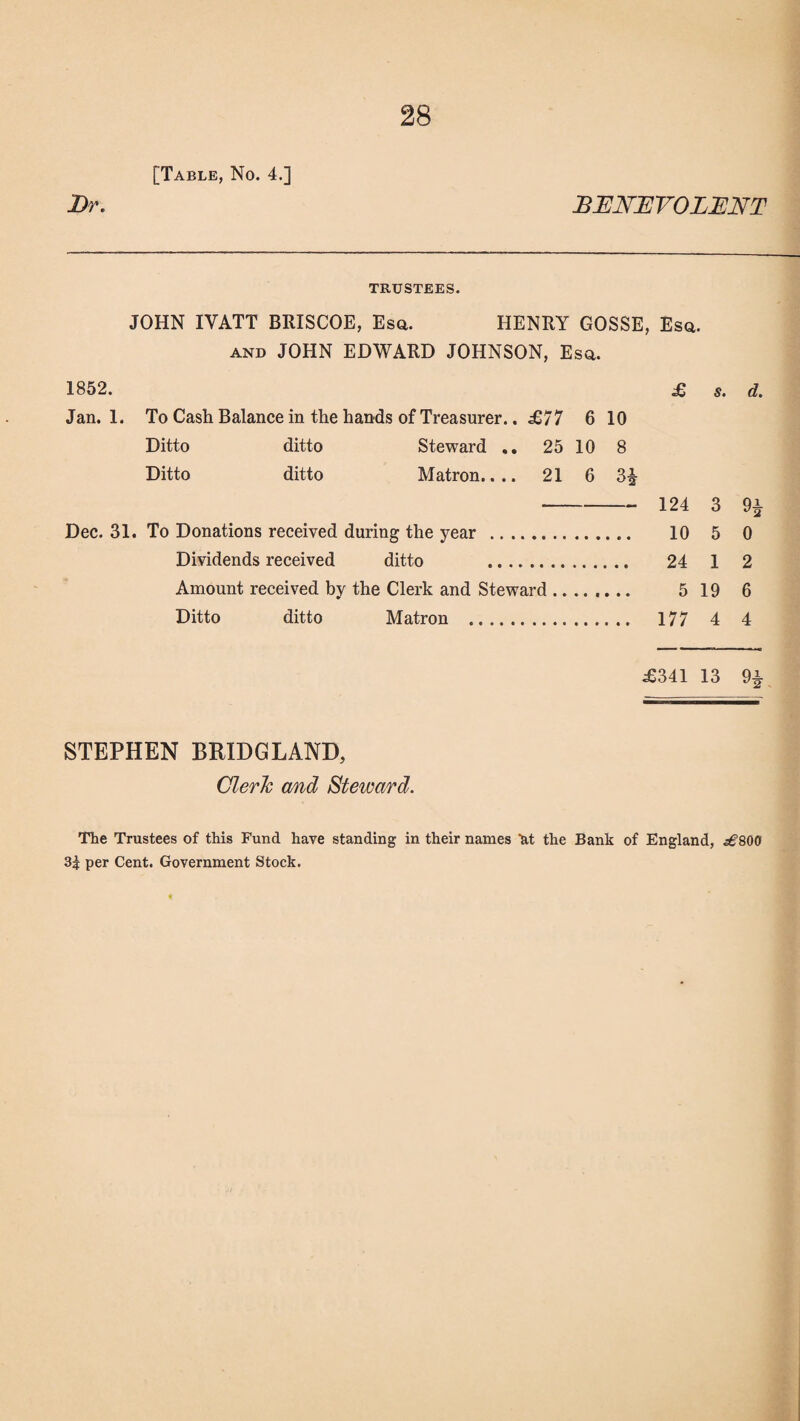 28
[Table, No. 4.]
Dr. BENEVOLENT
TRUSTEES.
JOHN IVATT BRISCOE, Esq. HENRY GOSSE, Esq.
AND JOHN EDWARD JOHNSON, Esq.
1852. £ s. d.
Jan. 1. To Cash Balance in the hands of Treasurer.. £77 6 10
Ditto ditto Steward .. 25 10 8
Ditto ditto Matron.... 21 6 3½
124 3 9½
Dec. 31. To Donations received during the year .............. 10 5 0
Dividends received ditto .............. 24 1 2
Amount received by the Clerk and Steward ........ 5 19 6
Ditto ditto Matron ................ 177 4 4
£341 13 9½
STEPHEN BRIDGLAND,
Clerk and Steward.
The Trustees of this Fund have standing in their names at the Bank of England, £800
3¼ per Cent. Government Stock.